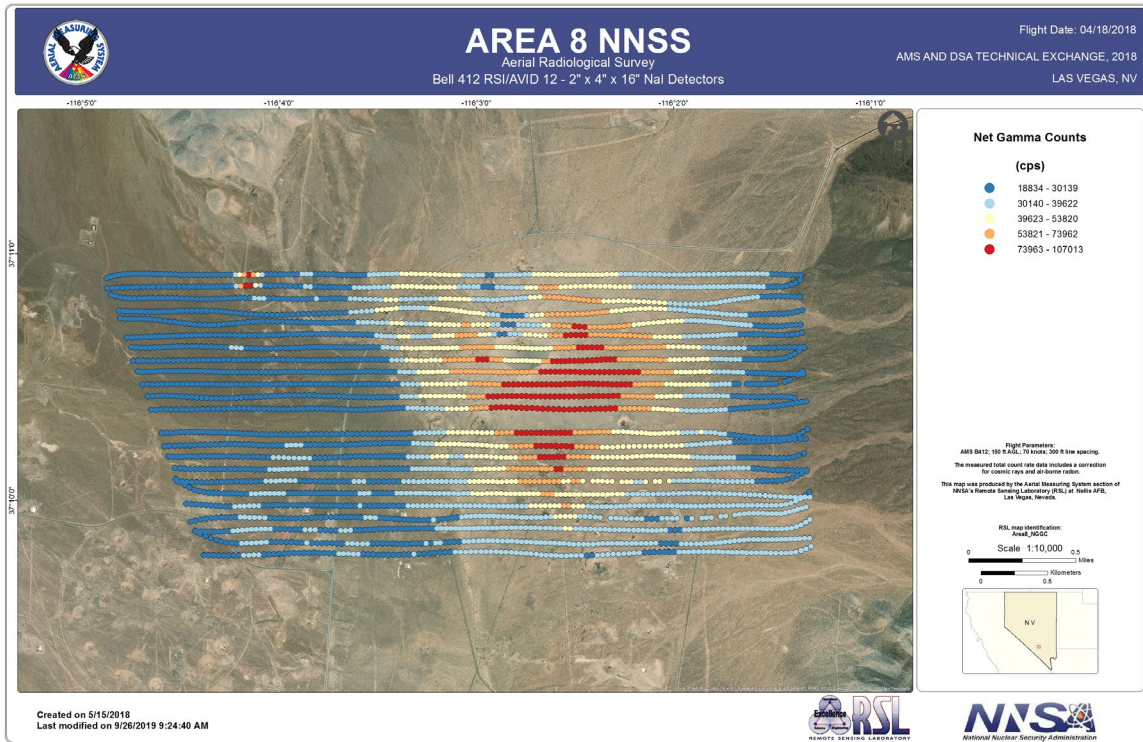 AREA 8 NNSS
Aerial Radiological Survey
Bell 412 RSI/AVID 12 - 2" x 4" x 16" NaI Detectors
Flight Date: 04/18/2018
AMS AND DSA TECHNICAL EXCHANGE, 2018
LAS VEGAS, NV
AERIAL MEASURING SYSTEM
AMS
-116°5'0"
-116°4'0"
-116°3'0"
-116°2'0"
-116°1'0"
37°11'0"
37°10'0"
Net Gamma Counts
(cps)
18834 - 30139
30140 - 39622
39623 - 53820
53821 - 73962
73963 - 107013
Flight Parameters:
AMS B412; 150 ft AGL; 70 knots; 300 ft line spacing.
The measured total count rate data includes a correction
for cosmic rays and air-borne radon.
This map was produced by the Aerial Measuring System section of
NNSA's Remote Sensing Laboratory (RSL) at Nellis AFB,
Las Vegas, Nevada.
RSL map identification:
Area8_NGGC
Scale 1:10,000
0 0.5
Miles
Kilometers
0 0.5
NV
Created on 5/15/2018
Last modified on 9/26/2019 9:24:40 AM
Excellence
RSL
REMOTE SENSING LABORATORY
NNSA
National Nuclear Security Administration